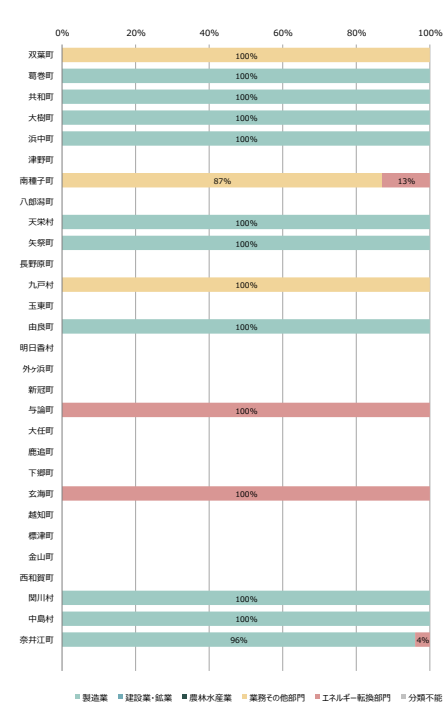 0% 20% 40% 60% 80% 100%
双葉町 100%
葛巻町 100%
共和町 100%
大樹町 100%
浜中町 100%
津野町
南種子町 87% 13%
八郎潟町
天栄村 100%
矢祭町 100%
長野原町
九戸村 100%
玉東町
由良町 100%
明日香村
外ヶ浜町
新冠町
与論町 100%
大任町
鹿追町
下郷町
玄海町 100%
越知町
標津町
金山町
西和賀町
関川村 100%
中島村 100%
奈井江町 96% 4%
製造業 建設業・鉱業 農林水産業 業務その他部門 エネルギー転換部門 分類不能